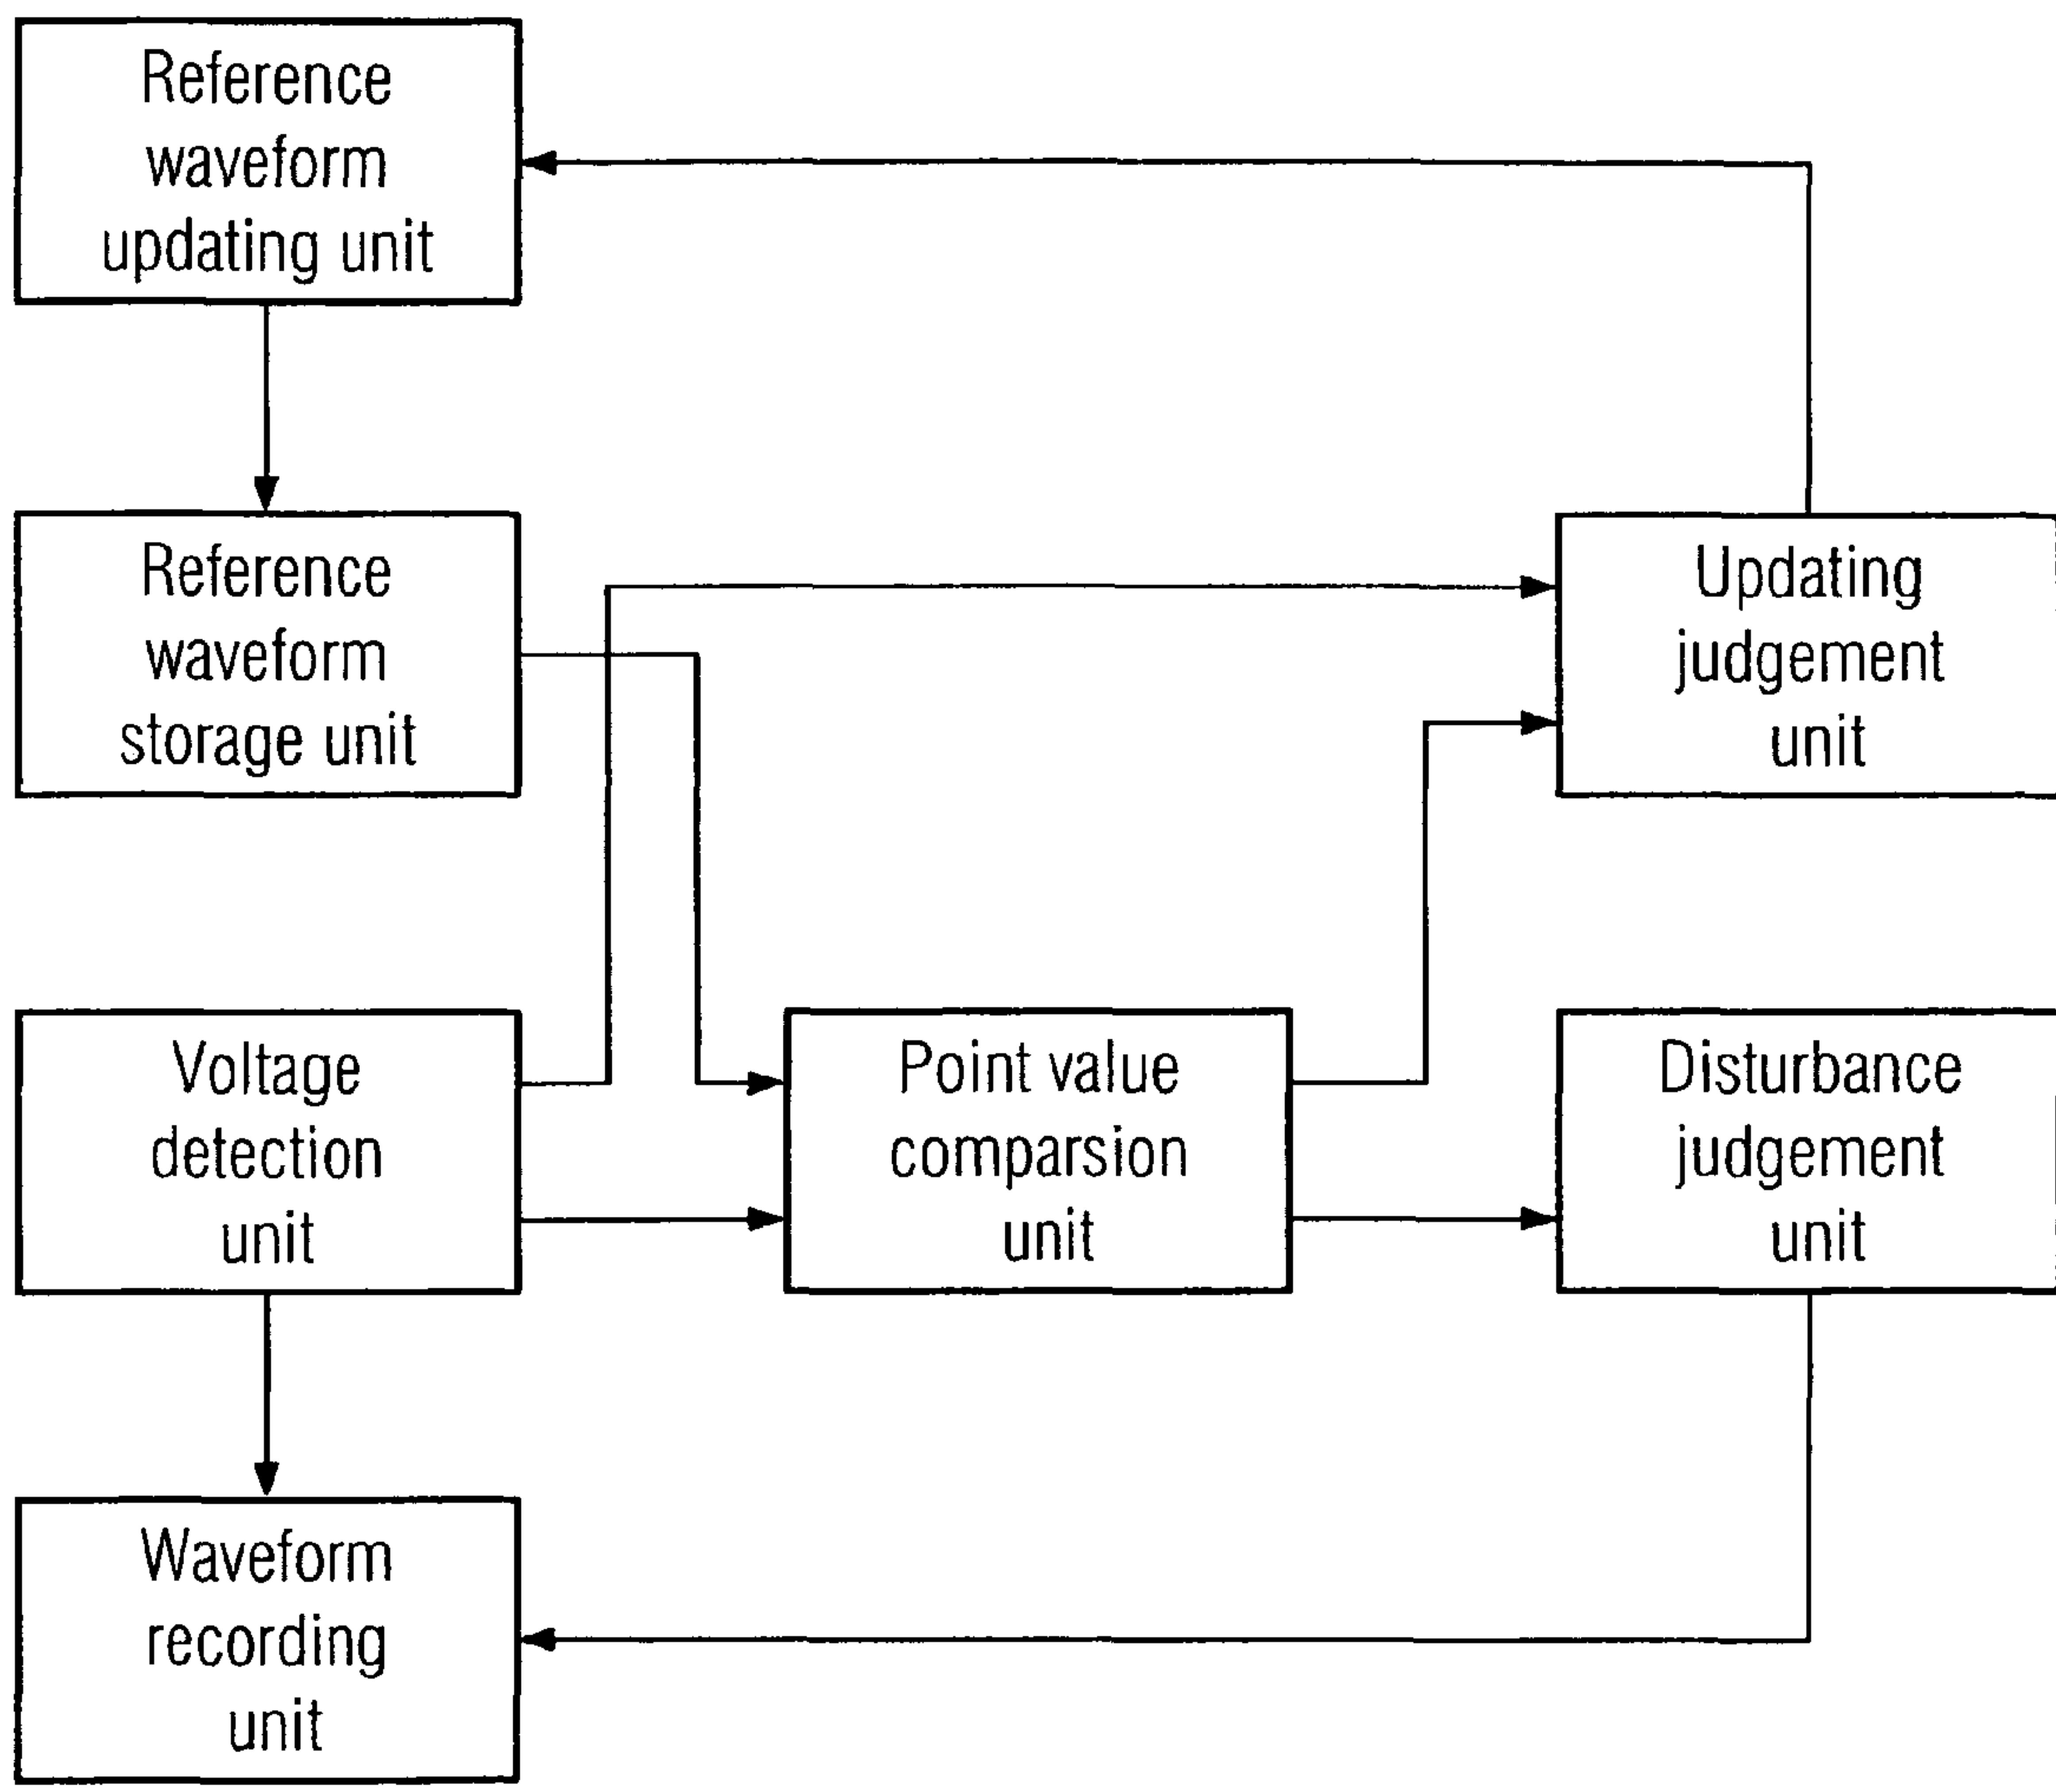 Reference
waveform
updating unit
Reference
waveform
storage unit
Updating
judgement
unit
Voltage
detection
unit
Point value
comparsion
unit
Disturbance
judgement
unit
Waveform
recording
unit